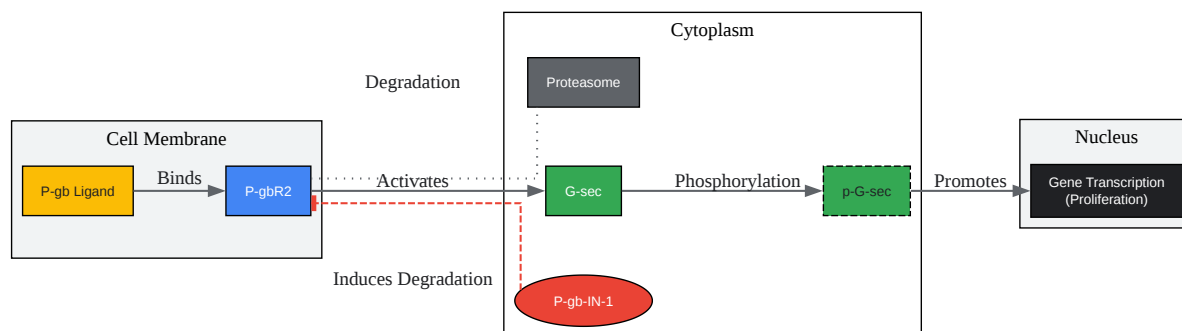 Cytoplasm
Proteasome
Degradation
Cell Membrane
Nucleus
P-gb Ligand
Binds
P-gbR2
Activates
G-sec
Phosphorylation
p-G-sec
Promotes
Gene Transcription
(Proliferation)
Induces Degradation
P-gb-IN-1